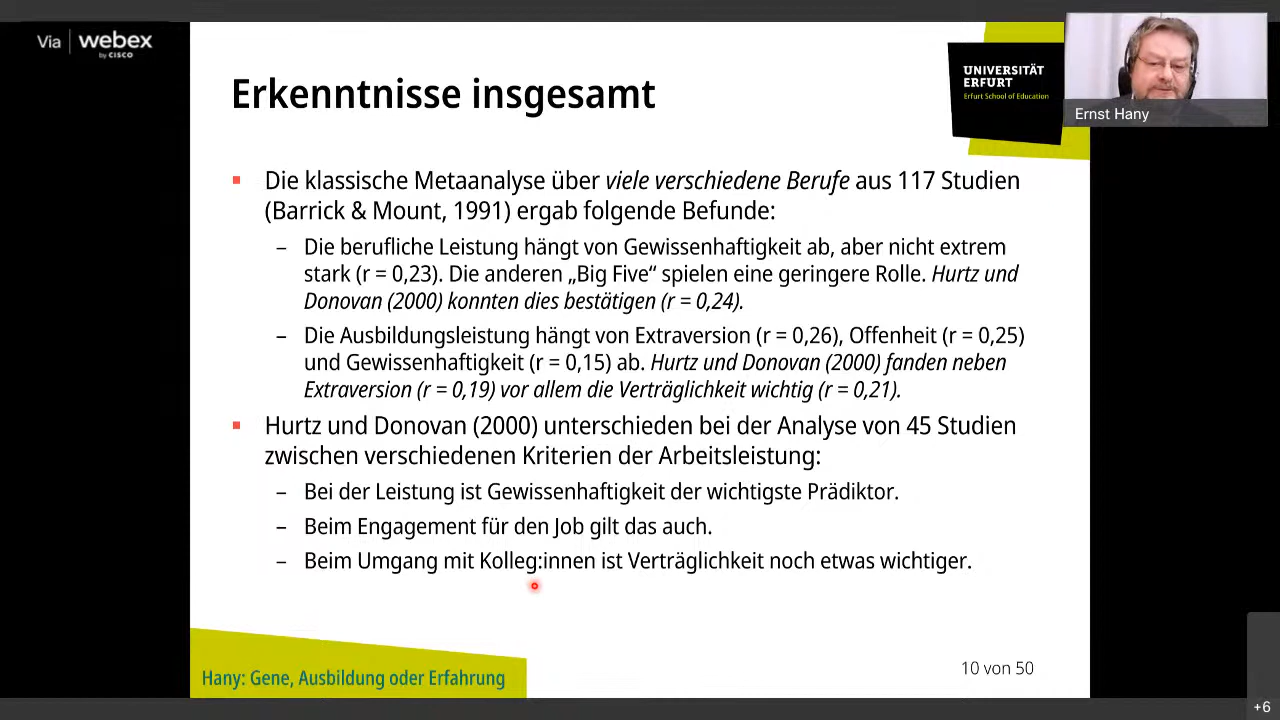 Via webex
by CISCO
Erkenntnisse insgesamt
UNIVERSITÄT
ERFURT
Erfurt School of Education
Ernst Hany
Die klassische Metaanalyse über viele verschiedene Berufe aus 117 Studien
(Barrick & Mount, 1991) ergab folgende Befunde:
– Die berufliche Leistung hängt von Gewissenhaftigkeit ab, aber nicht extrem
stark (r = 0,23). Die anderen „Big Five“ spielen eine geringere Rolle. Hurtz und
Donovan (2000) konnten dies bestätigen (r = 0,24).
– Die Ausbildungsleistung hängt von Extraversion (r = 0,26), Offenheit (r = 0,25)
und Gewissenhaftigkeit (r = 0,15) ab. Hurtz und Donovan (2000) fanden neben
Extraversion (r = 0,19) vor allem die Verträglichkeit wichtig (r = 0,21).
Hurtz und Donovan (2000) unterschieden bei der Analyse von 45 Studien
zwischen verschiedenen Kriterien der Arbeitsleistung:
– Bei der Leistung ist Gewissenhaftigkeit der wichtigste Prädiktor.
– Beim Engagement für den Job gilt das auch.
– Beim Umgang mit Kolleg:innen ist Verträglichkeit noch etwas wichtiger.
Hany: Gene, Ausbildung oder Erfahrung
10 von 50
+6